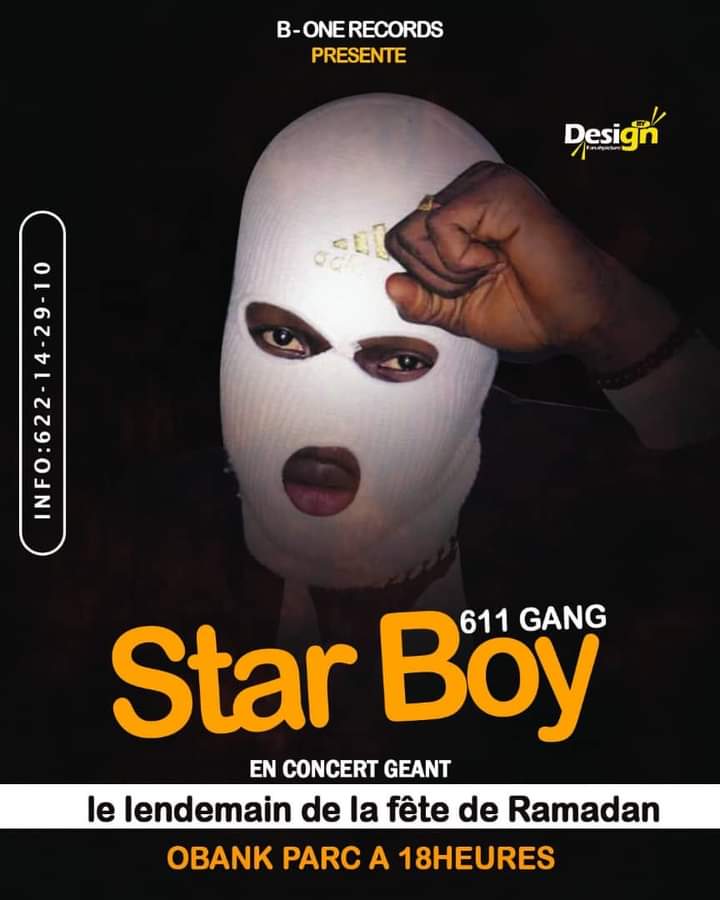 B-ONE RECORDS
PRESENTE
Design
INFO:622-14-29-10
611 GANG
Star Boy
EN CONCERT GEANT
le lendemain de la fête de Ramadan
OBANK PARC A 18HEURES